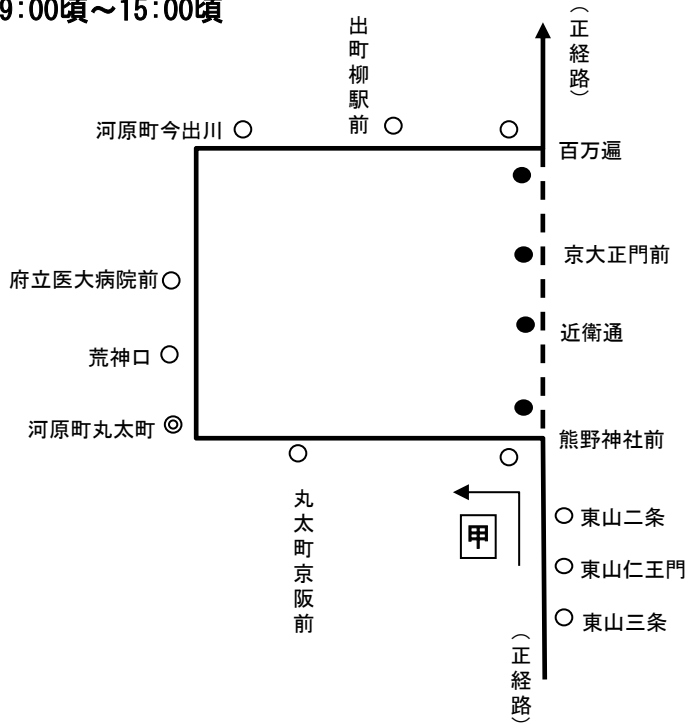 9:00頃～15:00頃
（正経路）
出町柳駅前
河原町今出川
百万遍
京大正門前
府立医大病院前
近衛通
荒神口
河原町丸太町
熊野神社前
丸太町京阪前
甲
東山二条
東山仁王門
東山三条
（正経路）